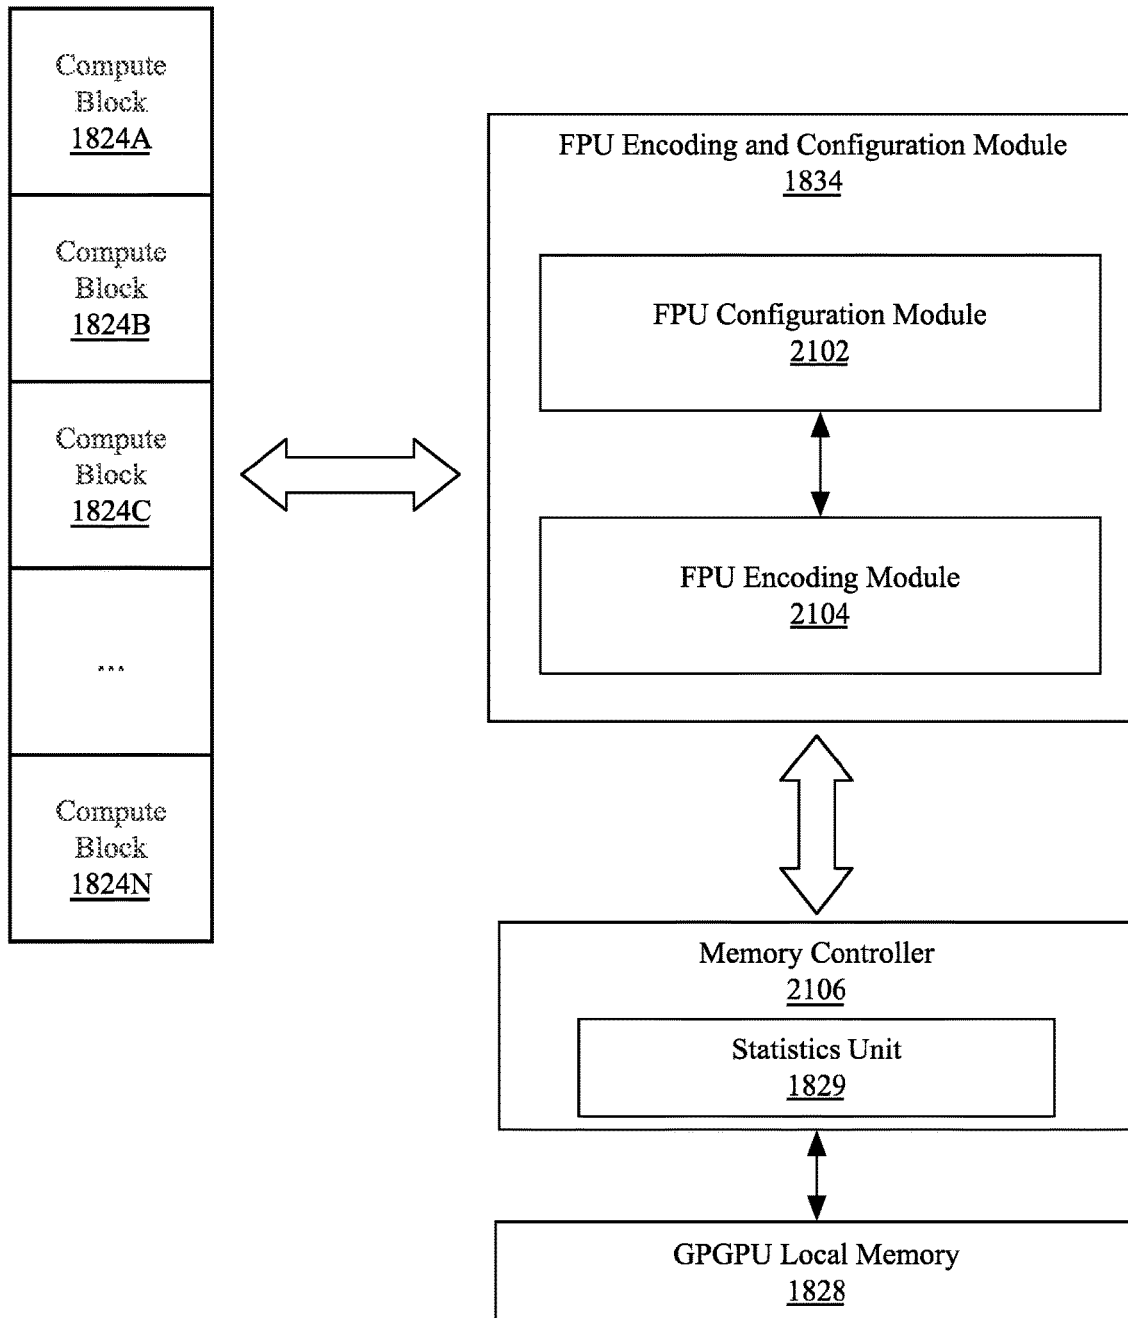 Compute
Block
1824A
Compute
Block
1824B
Compute
Block
1824C
...
Compute
Block
1824N
FPU Encoding and Configuration Module
1834
FPU Configuration Module
2102
FPU Encoding Module
2104
Memory Controller
2106
Statistics Unit
1829
GPGPU Local Memory
1828